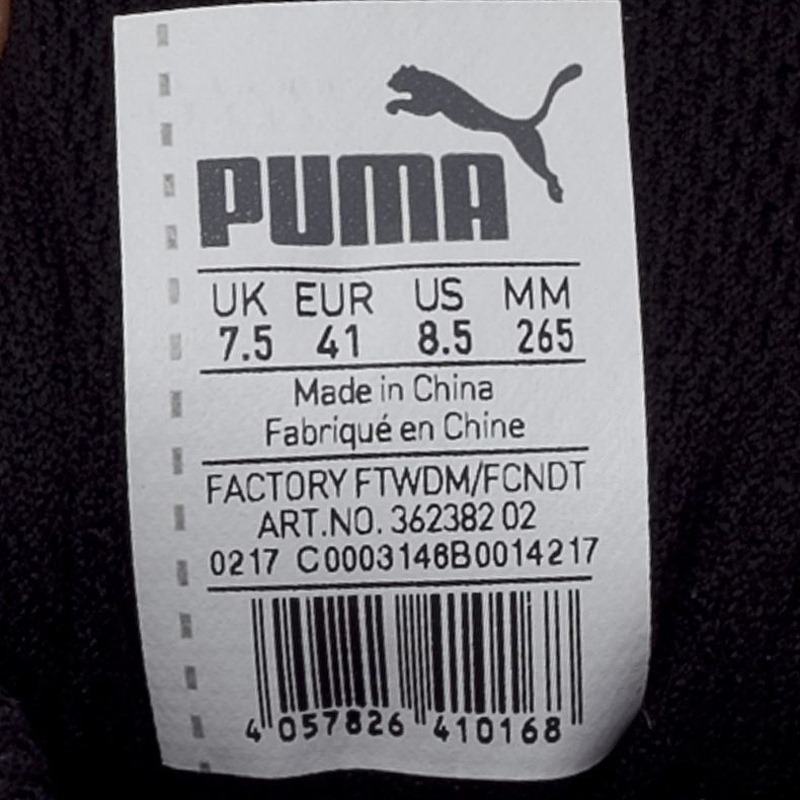 PUMA
UK EUR US MM
7.5 41 8.5 265
Made in China
Fabriqué en Chine
FACTORY FTWDM/FCNDT
ART.NO. 362382 02
0217 C0003146B0014217
4 057826 410168